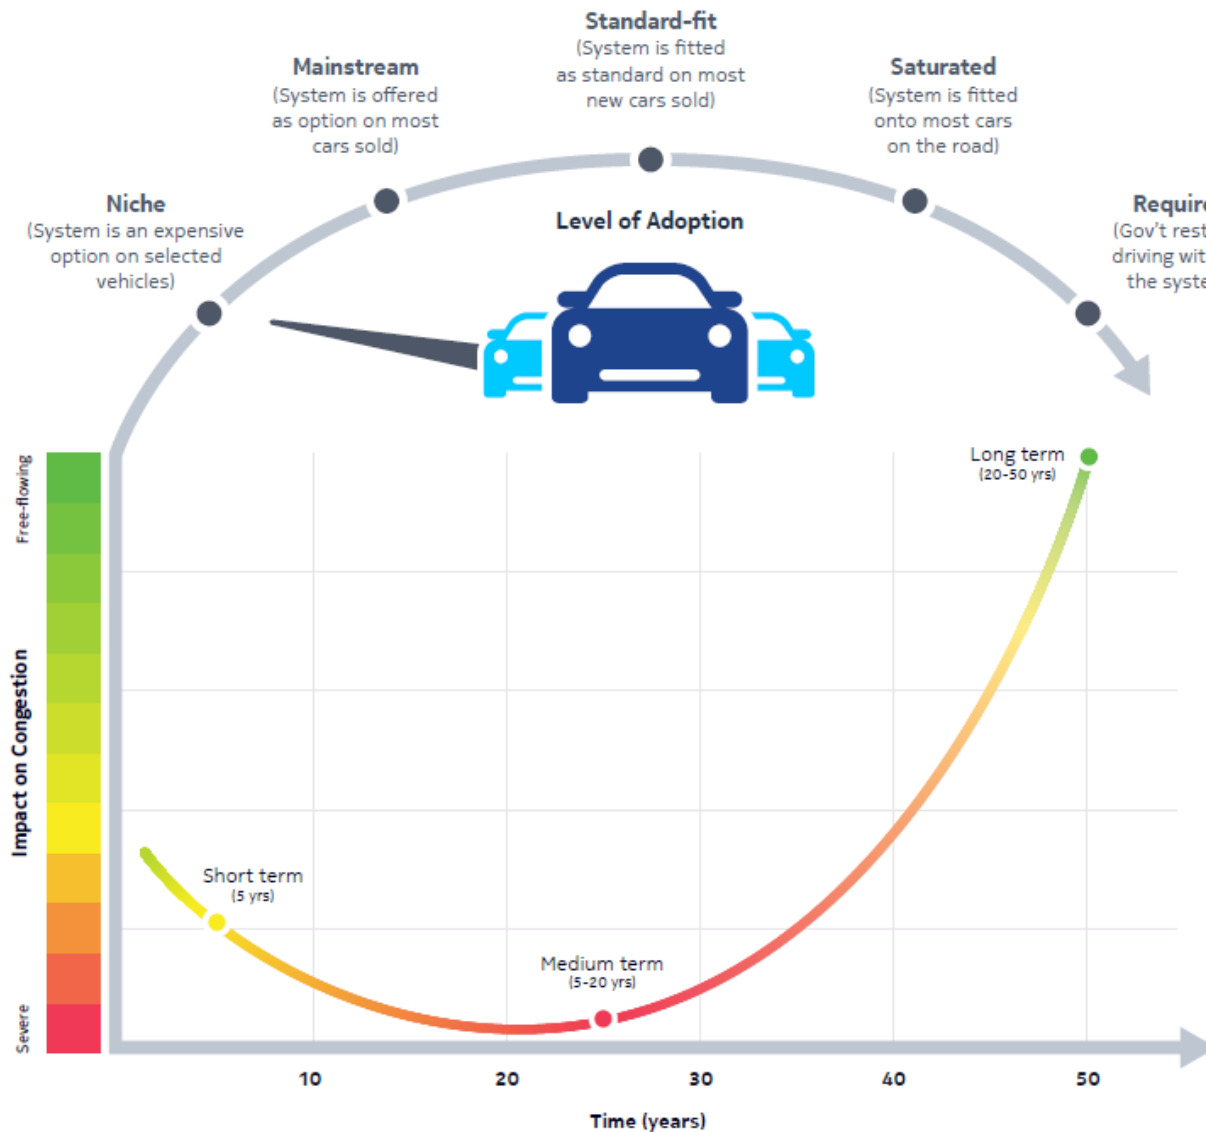 Standard-fit
(System is fitted
as standard on most
new cars sold)
Mainstream
(System is offered
as option on most
cars sold)
Saturated
(System is fitted
onto most cars
on the road)
Niche
(System is an expensive
option on selected
vehicles)
Level of Adoption
(Gov't
driving
the
Long term
(20-50 yrs)
Free-flowing
Impact on Congestion
Severe
Short term
(5 yrs)
Medium term
(5-20 yrs)
10 20 30 40 50
Time (years)